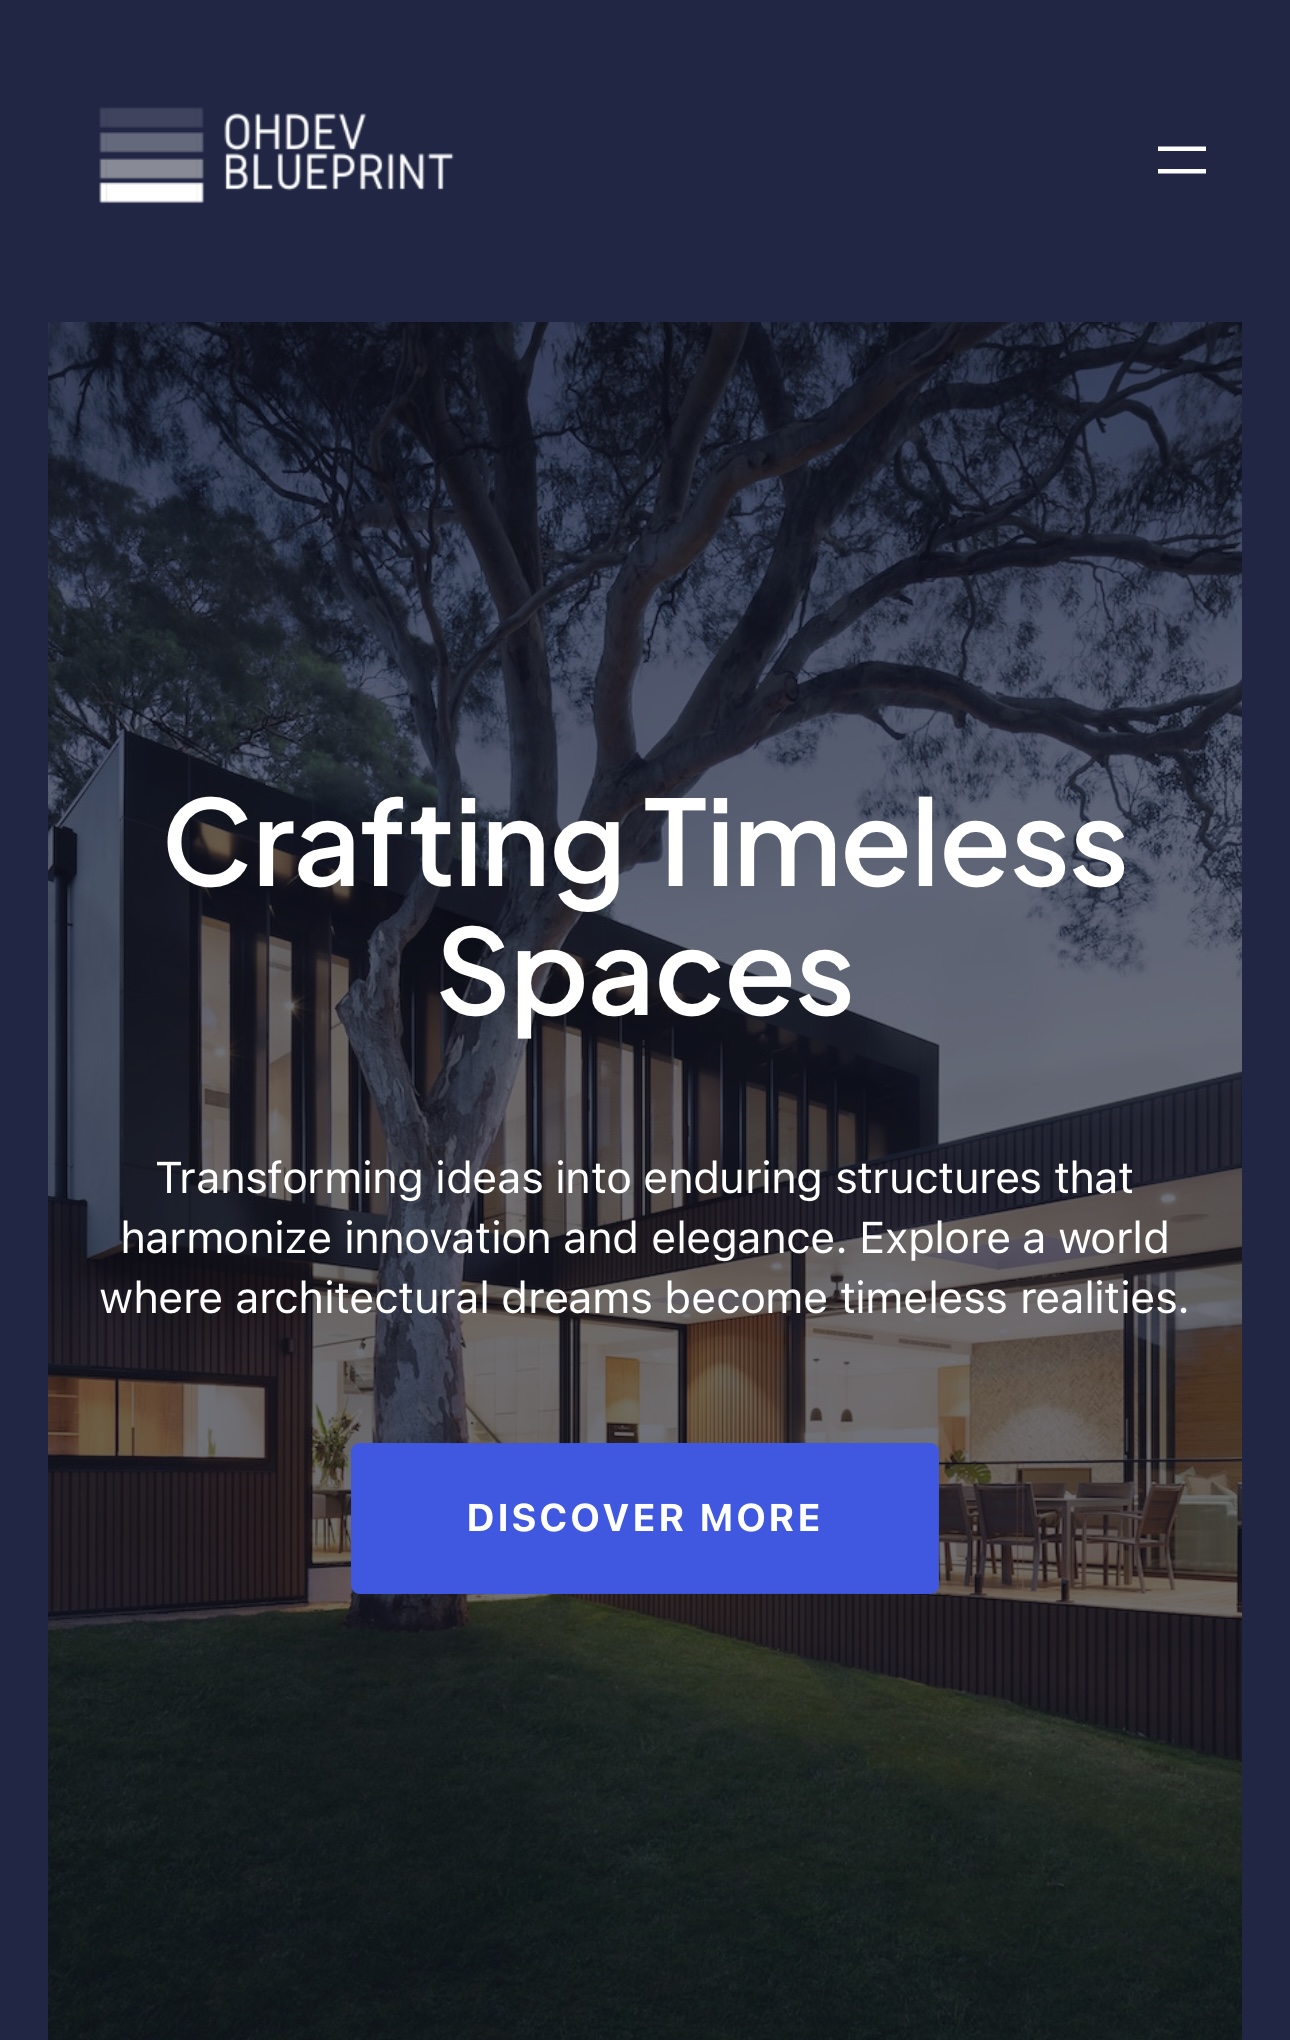 OHDEV
BLUEPRINT
Crafting Timeless
Spaces
Transforming ideas into enduring structures that
harmonize innovation and elegance. Explore a world
where architectural dreams become timeless realities.
DISCOVER MORE